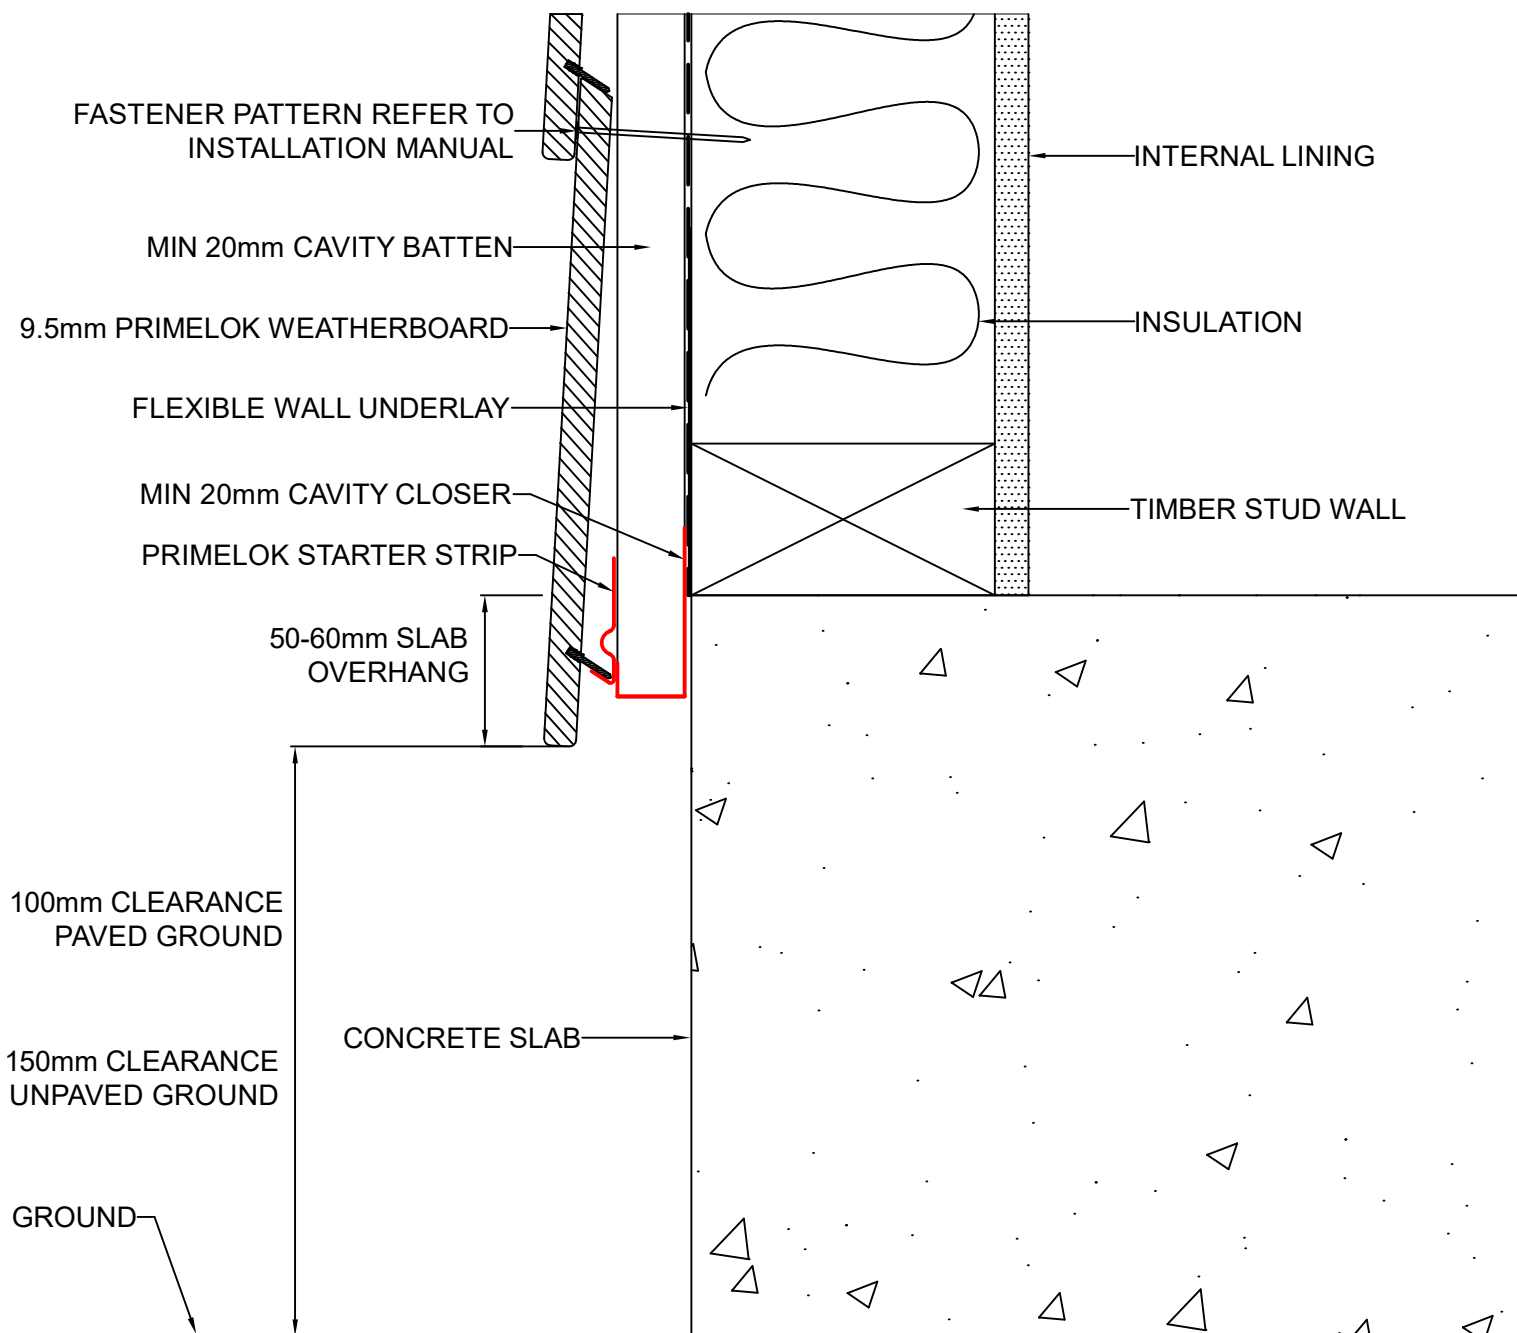 FASTENER PATTERN REFER TO
INSTALLATION MANUAL
MIN 20mm CAVITY BATTEN
9.5mm PRIMELOK WEATHERBOARD
FLEXIBLE WALL UNDERLAY
MIN 20mm CAVITY CLOSER
PRIMELOK STARTER STRIP
50-60mm SLAB
OVERHANG
100mm CLEARANCE
PAVED GROUND
150mm CLEARANCE
UNPAVED GROUND
GROUND
CONCRETE SLAB
INTERNAL LINING
INSULATION
TIMBER STUD WALL